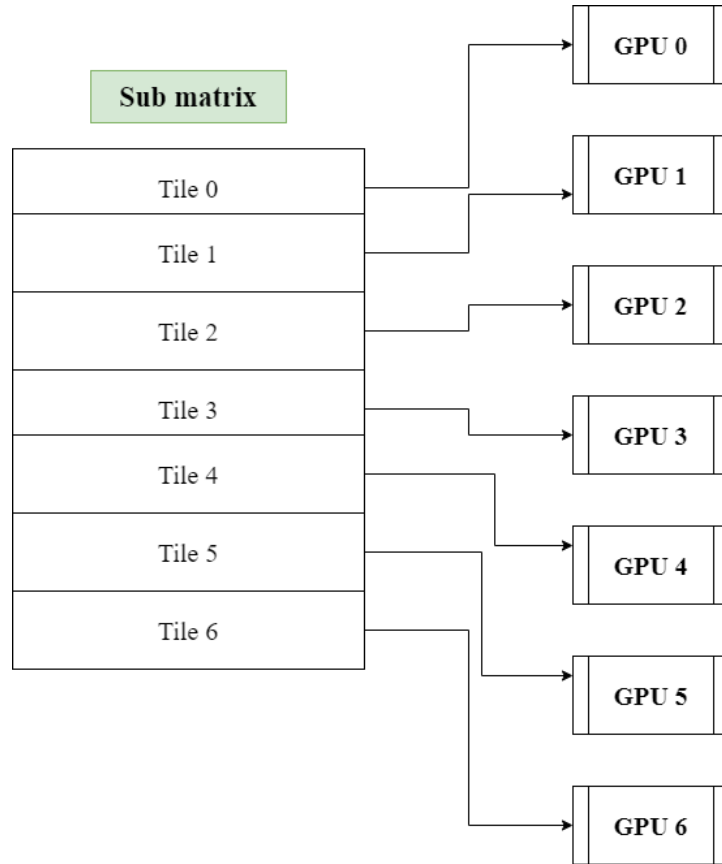 Sub matrix
Tile 0
Tile 1
Tile 2
Tile 3
Tile 4
Tile 5
Tile 6
GPU 0
GPU 1
GPU 2
GPU 3
GPU 4
GPU 5
GPU 6